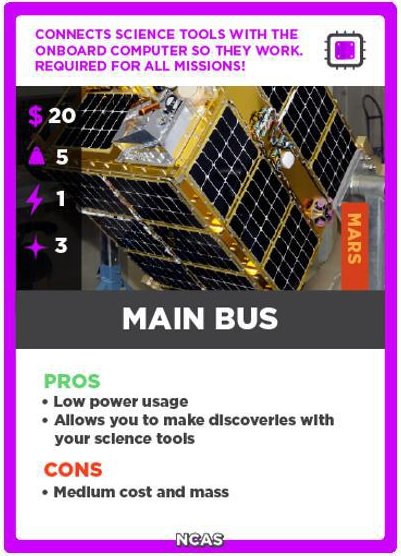 CONNECTS SCIENCE TOOLS WITH THE
ONBOARD COMPUTER SO THEY WORK.
REQUIRED FOR ALL MISSIONS!
$ 20
5
1
3
MARS
MAIN BUS
PROS
• Low power usage
• Allows you to make discoveries with
your science tools
CONS
• Medium cost and mass
NCAS